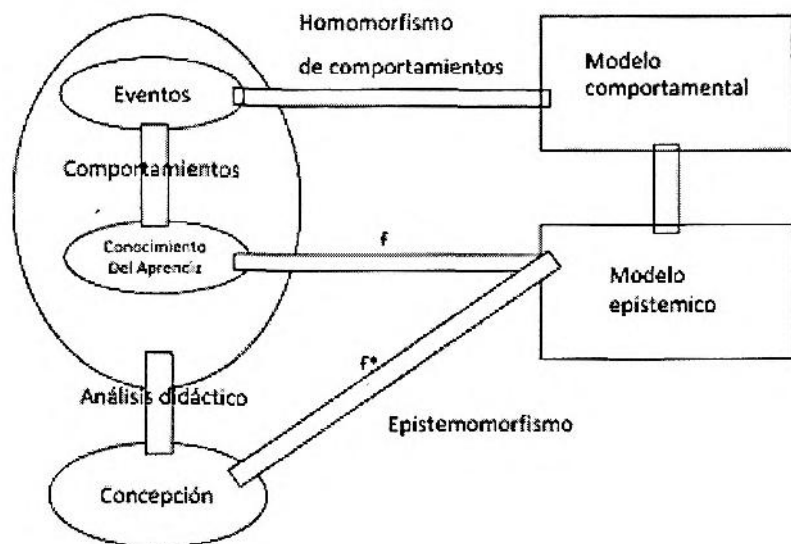 Homomorfismo
de comportamientos
Modelo
comportamental
Eventos
Comportamientos
Conocimiento
Del Aprendiz
f
Modelo
epistemico
f*
Análisis didáctico
Epistemomorfismo
Concepción